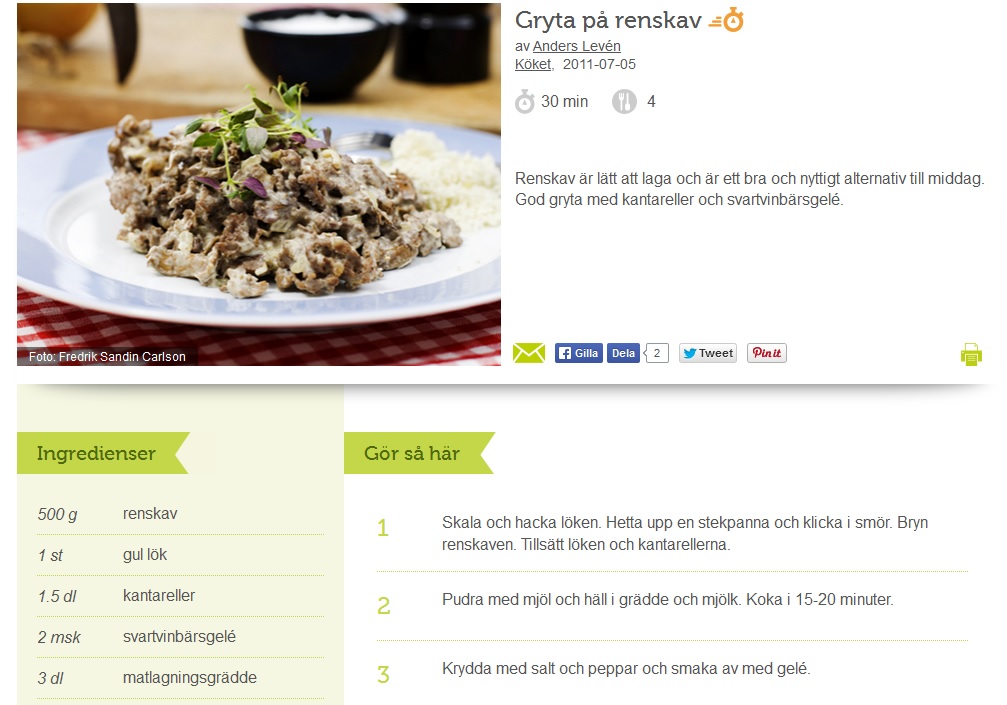 Gryta på renskav
av Anders Levén
Köket, 2011-07-05
30 min 4
Renskav är lätt att laga och är ett bra och nyttigt alternativ till middag.
God gryta med kantareller och svartvinbärsgelé.
Foto: Fredrik Sandin Carlson
Gilla Dela 2 Tweet Pinit
Ingredienser
500 g renskav
1 st gul lök
1.5 dl kantareller
2 msk svartvinbärsgelé
3 dl matlagningsgrädde
Gör så här
1 Skala och hacka löken. Hetta upp en stekpanna och klicka i smör. Bryn
renskaven. Tillsätt löken och kantarellerna.
2 Pudra med mjöl och häll i grädde och mjölk. Koka i 15-20 minuter.
3 Krydda med salt och peppar och smaka av med gelé.